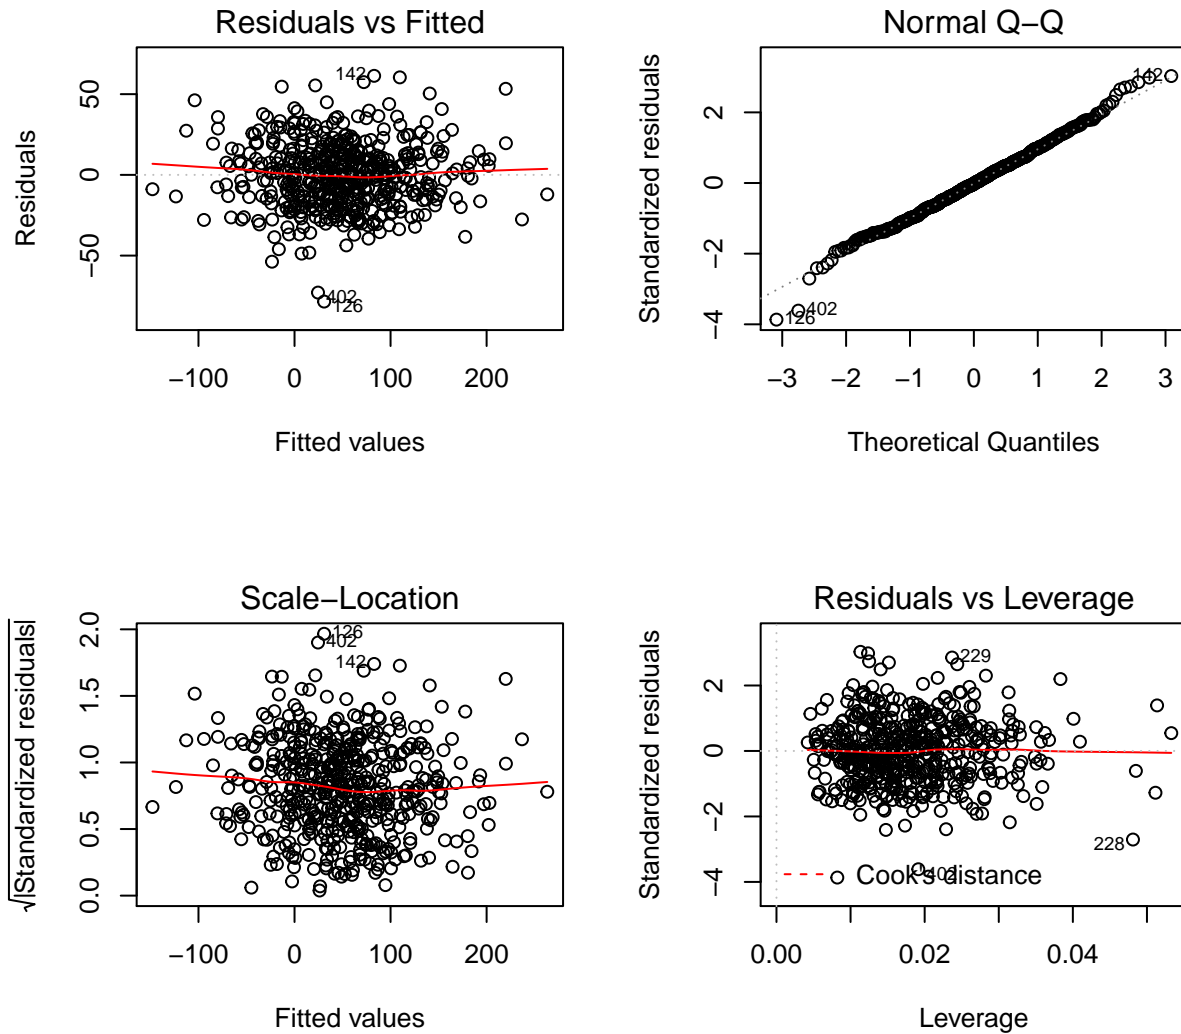 Residuals vs Fitted
Residuals
50
0
−50
142
402
126
−100 0 100 200
Fitted values
Normal Q−Q
Standardized residuals
2
0
−2
−4
142
402
126
−3 −2 −1 0 1 2 3
Theoretical Quantiles
Scale−Location
√|Standardized residuals|
2.0
1.5
1.0
0.5
0.0
126
402
142
−100 0 100 200
Fitted values
Residuals vs Leverage
Standardized residuals
2
0
−2
−4
229
228
402
Cook's distance
0.00 0.02 0.04
Leverage